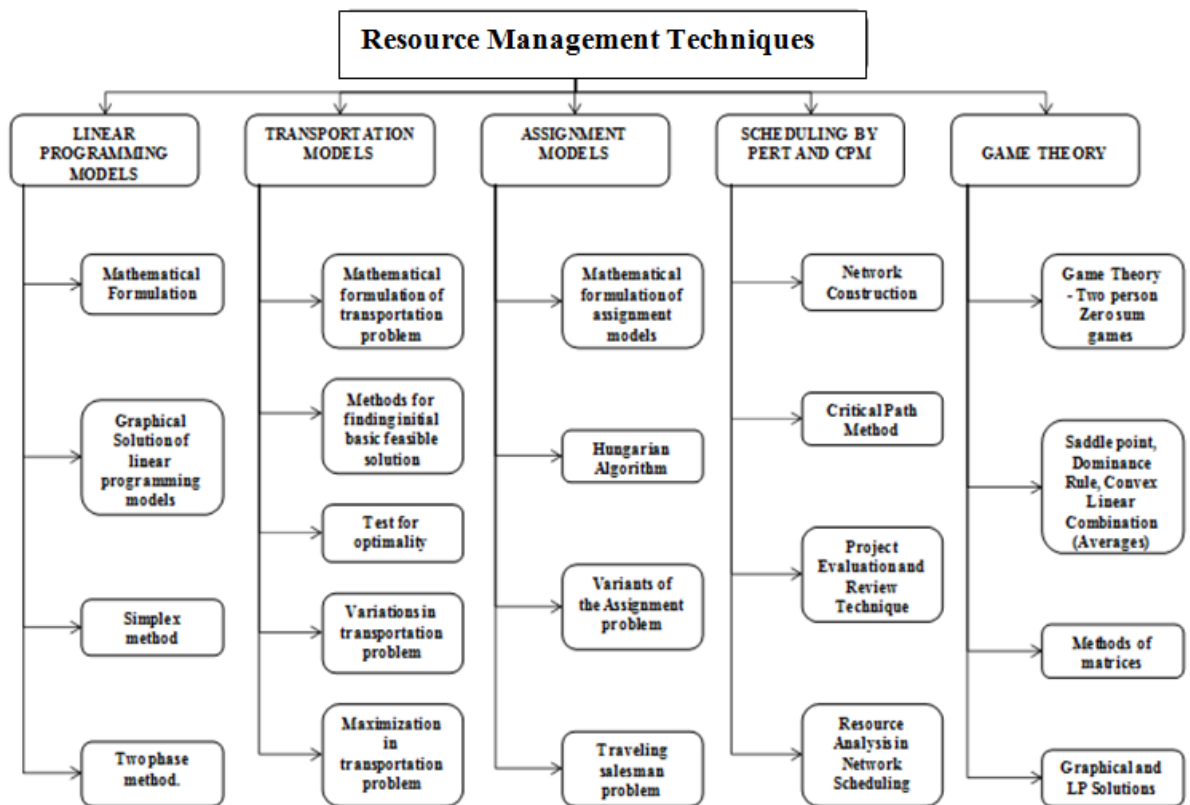 Resource Management Techniques
LINEAR
PROGRAMMING
MODELS
Mathematical
Formulation
Graphical
Solution of
linear
programming
models
Simplex
method
Two phase
method.
TRANSPORTATION
MODELS
Mathematical
formulation of
transportation
problem
Methods for
finding initial
basic feasible
solution
Test for
optimality
Variations in
transportation
problem
Maximization
in
transportation
problem
ASSIGNMENT
MODELS
Mathematical
formulation of
assignment
models
Hungarian
Algorithm
Variants of
the Assignment
problem
Traveling
salesman
problem
SCHEDULING BY
PERT AND CPM
Network
Construction
Critical Path
Method
Project
Evaluation and
Review
Technique
Resource
Analysis in
Network
Scheduling
GAME THEORY
Game Theory
- Two person
Zero sum
games
Saddle point,
Dominance
Rule, Convex
Linear
Combination
(Averages)
Methods of
matrices
Graphical and
LP Solutions